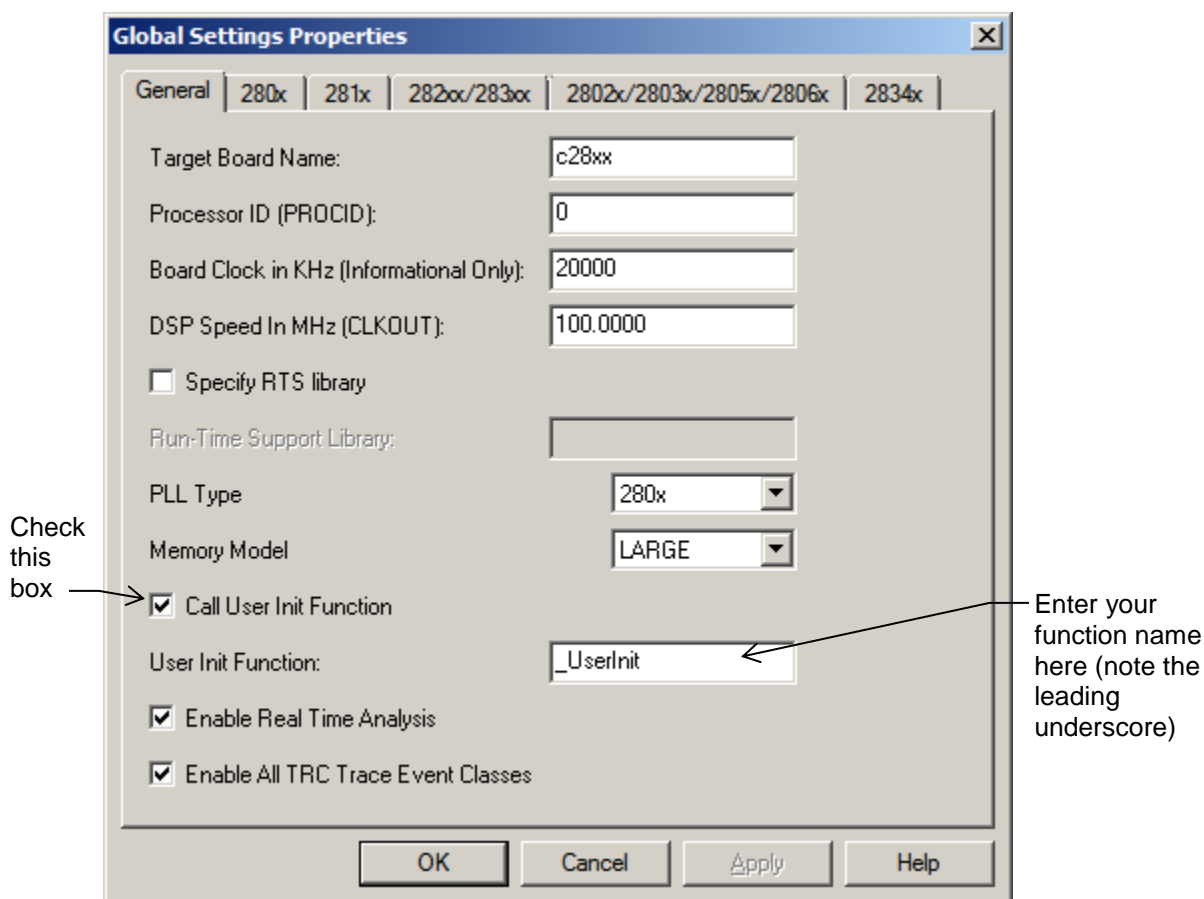 Global Settings Properties
General 280x 281x 282xx/283xx 2802x/2803x/2805x/2806x 2834x
Target Board Name: c28xx
Processor ID (PROCID): 0
Board Clock in KHz (Informational Only): 20000
DSP Speed In MHz (CLKOUT): 100.0000
Specify RTS library
Run-Time Support Library:
PLL Type 280x
Memory Model LARGE
Call User Init Function
User Init Function: _UserInit
Enable Real Time Analysis
Enable All TRC Trace Event Classes
OK Cancel Apply Help
Check
this
box
Enter your
function name
here (note the
leading
underscore)